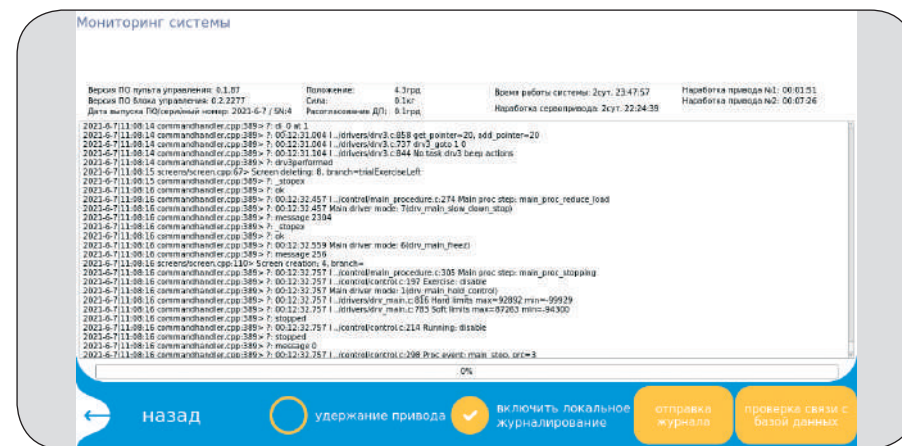 Мониторинг системы
Версия ПО пульта управления: 0.1.87
Версия ПО блока управления: 0.2.2277
Дата выпуска ПО/серийный номер: 2021-6-7 / SN:4
Положение: 4.3грд
Сила: 0.1кг
Рассогласование ДП: 0.1грд
Время работы системы: 2сут. 23:47:57
Наработка сервопривода: 2сут. 22:24:39
Наработка привода №1: 00:01:51
Наработка привода №2: 00:07:26
2021-6-7|11:08:14 commandhandler.cpp:389> ?: di_0 at 1
2021-6-7|11:08:14 commandhandler.cpp:389> ?: 00:12:31.004 I ../drivers/drv3.c:858 get_pointer=20, add_pointer=20
2021-6-7|11:08:14 commandhandler.cpp:389> ?: 00:12:31.004 I ../drivers/drv3.c:737 drv3_goto 1 0
2021-6-7|11:08:14 commandhandler.cpp:389> ?: 00:12:31.104 I ../drivers/drv3.c:844 No task drv3 beep actions
2021-6-7|11:08:14 commandhandler.cpp:389> ?: drv3performed
2021-6-7|11:08:15 screens/screen.cpp:67> Screen deleting: 8, branch=trialExerciseLeft
2021-6-7|11:08:15 commandhandler.cpp:389> ?: _stopex
2021-6-7|11:08:16 commandhandler.cpp:389> ?: ok
2021-6-7|11:08:16 commandhandler.cpp:389> ?: 00:12:32.457 I ../control/main_procedure.c:274 Main proc step: main_proc_reduce_load
2021-6-7|11:08:16 commandhandler.cpp:389> ?: 00:12:32.457 Main driver mode: 7(drv_main_slow_down_stop)
2021-6-7|11:08:16 commandhandler.cpp:389> ?: message 2304
2021-6-7|11:08:16 commandhandler.cpp:389> ?: _stopex
2021-6-7|11:08:16 commandhandler.cpp:389> ?: ok
2021-6-7|11:08:16 commandhandler.cpp:389> ?: 00:12:32.559 Main driver mode: 6(drv_main_freez)
2021-6-7|11:08:16 commandhandler.cpp:389> ?: message 256
2021-6-7|11:08:16 screens/screen.cpp:110> Screen creation: 4, branch=
2021-6-7|11:08:16 commandhandler.cpp:389> ?: 00:12:32.757 I ../control/main_procedure.c:305 Main proc step: main_proc_stopping
2021-6-7|11:08:16 commandhandler.cpp:389> ?: 00:12:32.757 I ../control/control.c:197 Exercise: disable
2021-6-7|11:08:16 commandhandler.cpp:389> ?: 00:12:32.757 Main driver mode: 1(drv_main_hold_control)
2021-6-7|11:08:16 commandhandler.cpp:389> ?: 00:12:32.757 I ../drivers/drv_main.c:816 Hard limits max=92892 min=-99929
2021-6-7|11:08:16 commandhandler.cpp:389> ?: 00:12:32.757 I ../drivers/drv_main.c:785 Soft limits max=87263 min=-94300
2021-6-7|11:08:16 commandhandler.cpp:389> ?: stopped
2021-6-7|11:08:16 commandhandler.cpp:389> ?: 00:12:32.757 I ../control/control.c:214 Running: disable
2021-6-7|11:08:16 commandhandler.cpp:389> ?: stopped
2021-6-7|11:08:16 commandhandler.cpp:389> ?: message 0
2021-6-7|11:08:16 commandhandler.cpp:389> ?: 00:12:32.757 I ../control/control.c:298 Proc event: main_step, prc=3
0%
назад
удержание привода
включить локальное
журналирование
отправка
журнала
проверка связи с
базой данных